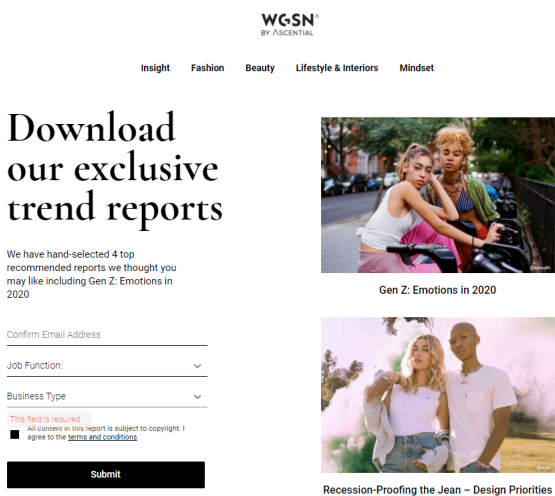 WGSN
BY ASCENTIAL
Insight Fashion Beauty Lifestyle & Interiors Mindset
Download
our exclusive
trend reports
We have hand-selected 4 top
recommended reports we thought you
may like including Gen Z: Emotions in
2020
Confirm Email Address
Job Function:
Business Type
This field is required.
All content in this report is subject to copyright. I
agree to the terms and conditions.
Submit
Gen Z: Emotions in 2020
Recession-Proofing the Jean – Design Priorities